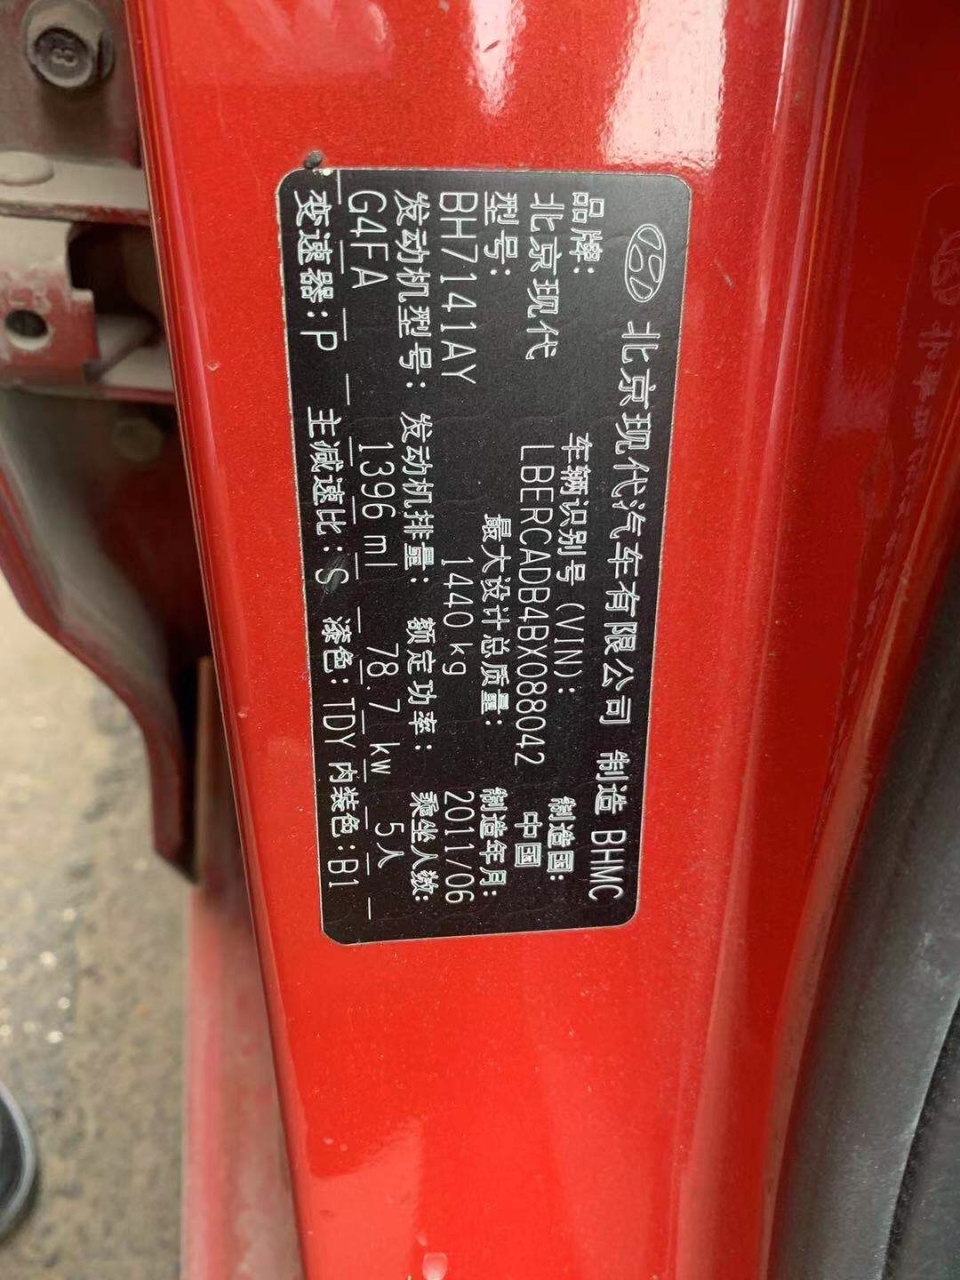 北京现代汽车有限公司 制造 BHMC
品牌: 车辆识别号(VIN): 制造国:
北京现代 LBERCADB4BX088042 中国
型号: 最大设计总质量: 制造年月:
BH7141AY 1440kg 2011/06
发动机型号: 发动机排量: 额定功率: 乘坐人数:
G4FA 1396 ml 78.7 kw 5人
变速器: P 主减速比: S 漆色: TDY 内装色: B1